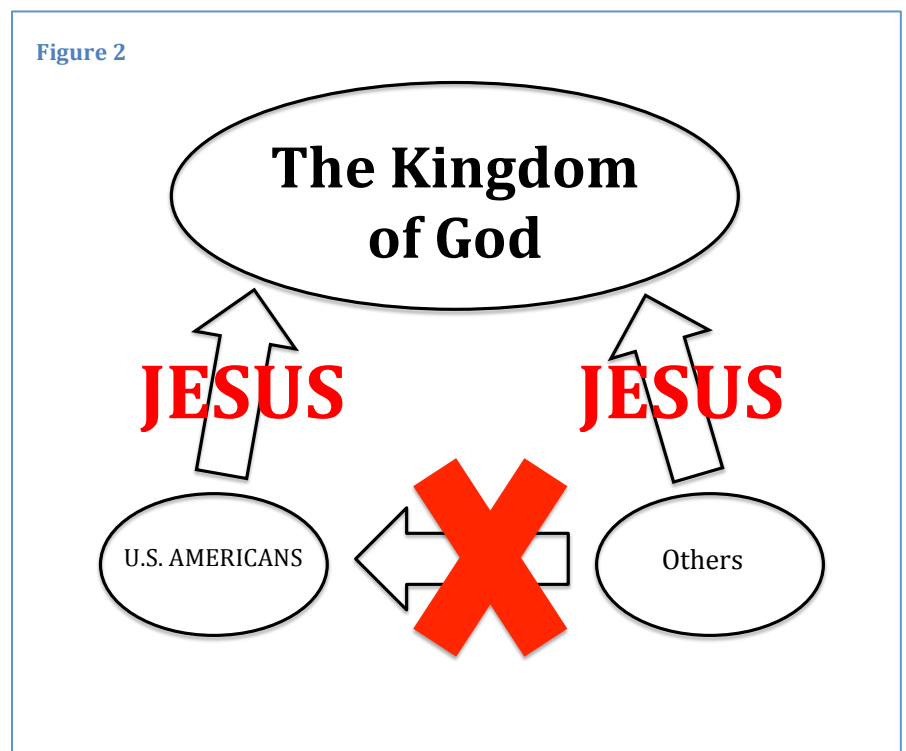 Figure 2
The Kingdom
of God
JESUS
JESUS
U.S. AMERICANS
Others